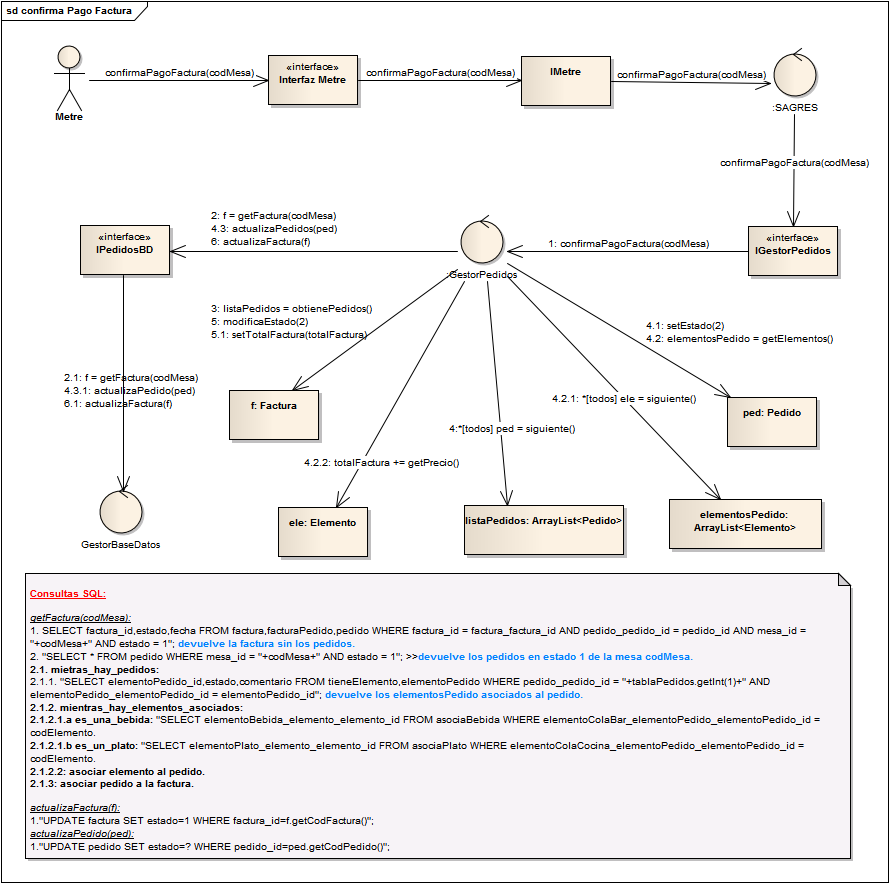 sd confirma Pago Factura
Metre
confirmaPagoFactura(codMesa)
«interface»
Interfaz Metre
confirmaPagoFactura(codMesa)
IMetre
confirmaPagoFactura(codMesa)
:SAGRES
confirmaPagoFactura(codMesa)
«interface»
IPedidosBD
2: f = getFactura(codMesa)
4.3: actualizaPedidos(ped)
6: actualizaFactura(f)
:GestorPedidos
1: confirmaPagoFactura(codMesa)
«interface»
IGestorPedidos
3: listaPedidos = obtienePedidos()
5: modificaEstado(2)
5.1: setTotalFactura(totalFactura)
4.1: setEstado(2)
4.2: elementosPedido = getElementos()
2.1: f = getFactura(codMesa)
4.3.1: actualizaPedido(ped)
6.1: actualizaFactura(f)
f: Factura
4.2.1: *[todos] ele = siguiente()
ped: Pedido
4:*[todos] ped = siguiente()
4.2.2: totalFactura += getPrecio()
GestorBaseDatos
ele: Elemento
listaPedidos: ArrayList<Pedido>
elementosPedido:
ArrayList<Elemento>
Consultas SQL:
getFactura(codMesa):
1. SELECT factura_id,estado,fecha FROM factura,facturaPedido,pedido WHERE factura_id = factura_factura_id AND pedido_pedido_id = pedido_id AND mesa_id =
"+codMesa+" AND estado = 1"; devuelve la factura sin los pedidos.
2. "SELECT * FROM pedido WHERE mesa_id = "+codMesa+" AND estado = 1"; >>devuelve los pedidos en estado 1 de la mesa codMesa.
2.1. mietras_hay_pedidos:
2.1.1. "SELECT elementoPedido_id,estado,comentario FROM tieneElemento,elementoPedido WHERE pedido_pedido_id = "+tablaPedidos.getInt(1)+" AND
elementoPedido_elementoPedido_id = elementoPedido_id"; devuelve los elementosPedido asociados al pedido.
2.1.2. mientras_hay_elementos_asociados:
2.1.2.1.a es_una_bebida: "SELECT elementoBebida_elemento_elemento_id FROM asociaBebida WHERE elementoColaBar_elementoPedido_elementoPedido_id =
codElemento.
2.1.2.1.b es_un_plato: "SELECT elementoPlato_elemento_elemento_id FROM asociaPlato WHERE elementoColaCocina_elementoPedido_elementoPedido_id =
codElemento.
2.1.2.2: asociar elemento al pedido.
2.1.3: asociar pedido a la factura.
actualizaFactura(f):
1."UPDATE factura SET estado=1 WHERE factura_id=f.getCodFactura()";
actualizaPedido(ped):
1."UPDATE pedido SET estado=? WHERE pedido_id=ped.getCodPedido()";